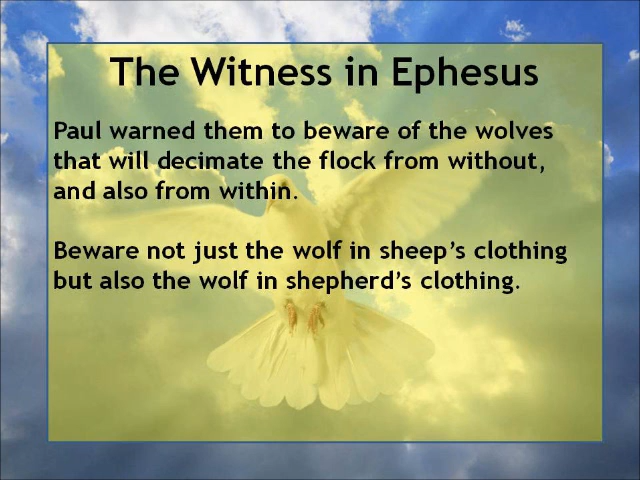 The Witness in Ephesus
Paul warned them to beware of the wolves
that will decimate the flock from without,
and also from within.
Beware not just the wolf in sheep’s clothing
but also the wolf in shepherd’s clothing.